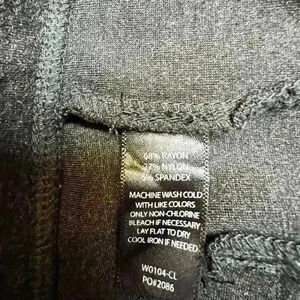 68% RAYON
27% NYLON
5% SPANDEX
MACHINE WASH COLD
WITH LIKE COLORS
ONLY NON-CHLORINE
BLEACH IF NECESSARY
LAY FLAT TO DRY
COOL IRON IF NEEDED.
W0104-CL
PO#2086